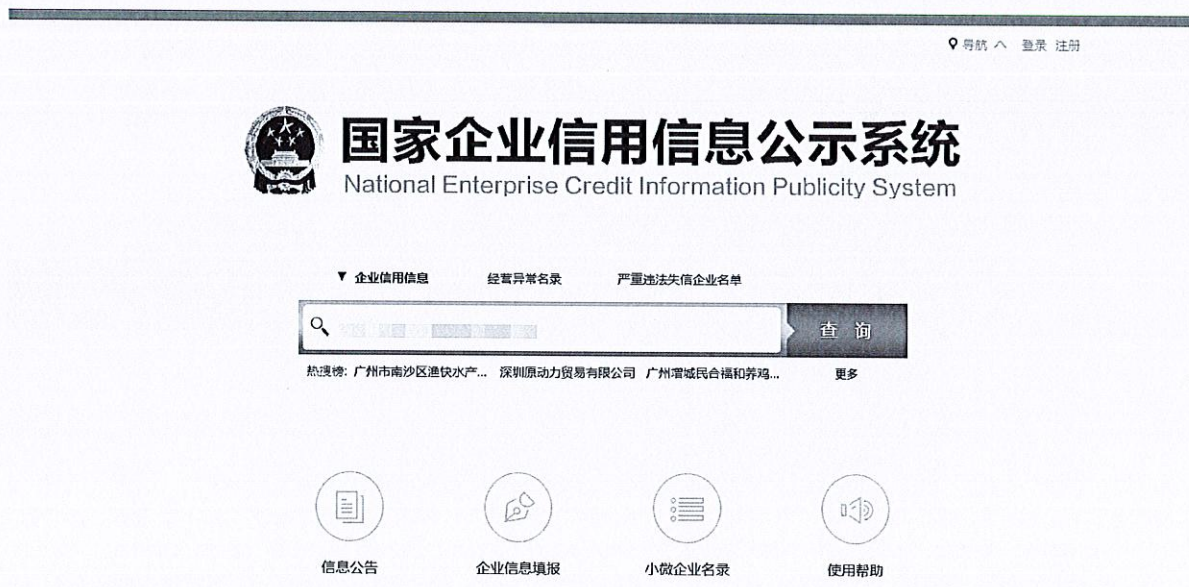 导航 登录 注册
国家企业信用信息公示系统
National Enterprise Credit Information Publicity System
企业信用信息 经营异常名录 严重违法失信企业名单
查 询
热搜榜: 广州市南沙区渔快水产... 深圳原动力贸易有限公司 广州增城民合福和养鸡... 更多
信息公告 企业信息填报 小微企业名录 使用帮助